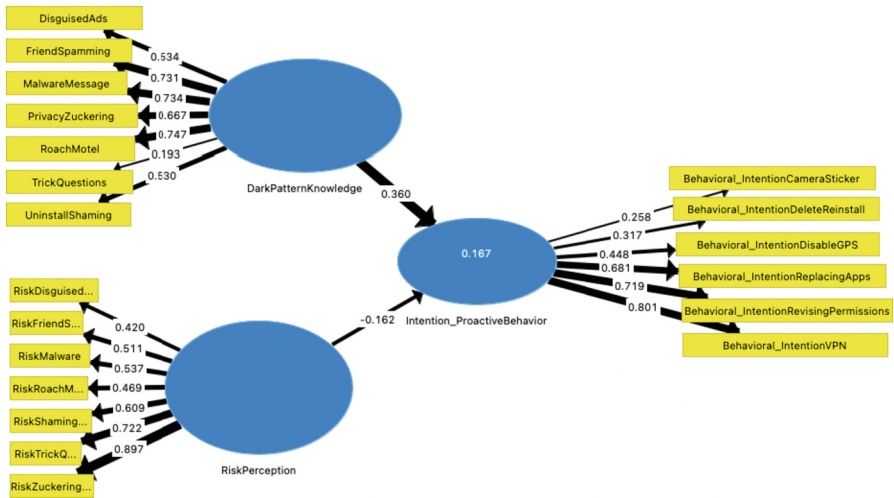 DisguisedAds
FriendSpamming
MalwareMessage
PrivacyZuckering
RoachMotel
TrickQuestions
UninstallShaming
0.534
0.731
0.734
0.667
0.747
0.193
0.530
DarkPatternKnowledge
0.360
RiskDisguised...
RiskFriendS...
RiskMalware
RiskRoachM...
RiskShaming...
RiskTrickQ...
RiskZuckering...
0.420
0.511
0.537
0.469
0.609
0.722
0.897
RiskPerception
-0.162
0.167
Intention_ProactiveBehavior
0.258
0.317
0.448
0.681
0.719
0.801
Behavioral_IntentionCameraSticker
Behavioral_IntentionDeleteReinstall
Behavioral_IntentionDisableGPS
Behavioral_IntentionReplacingApps
Behavioral_IntentionRevisingPermissions
Behavioral_IntentionVPN